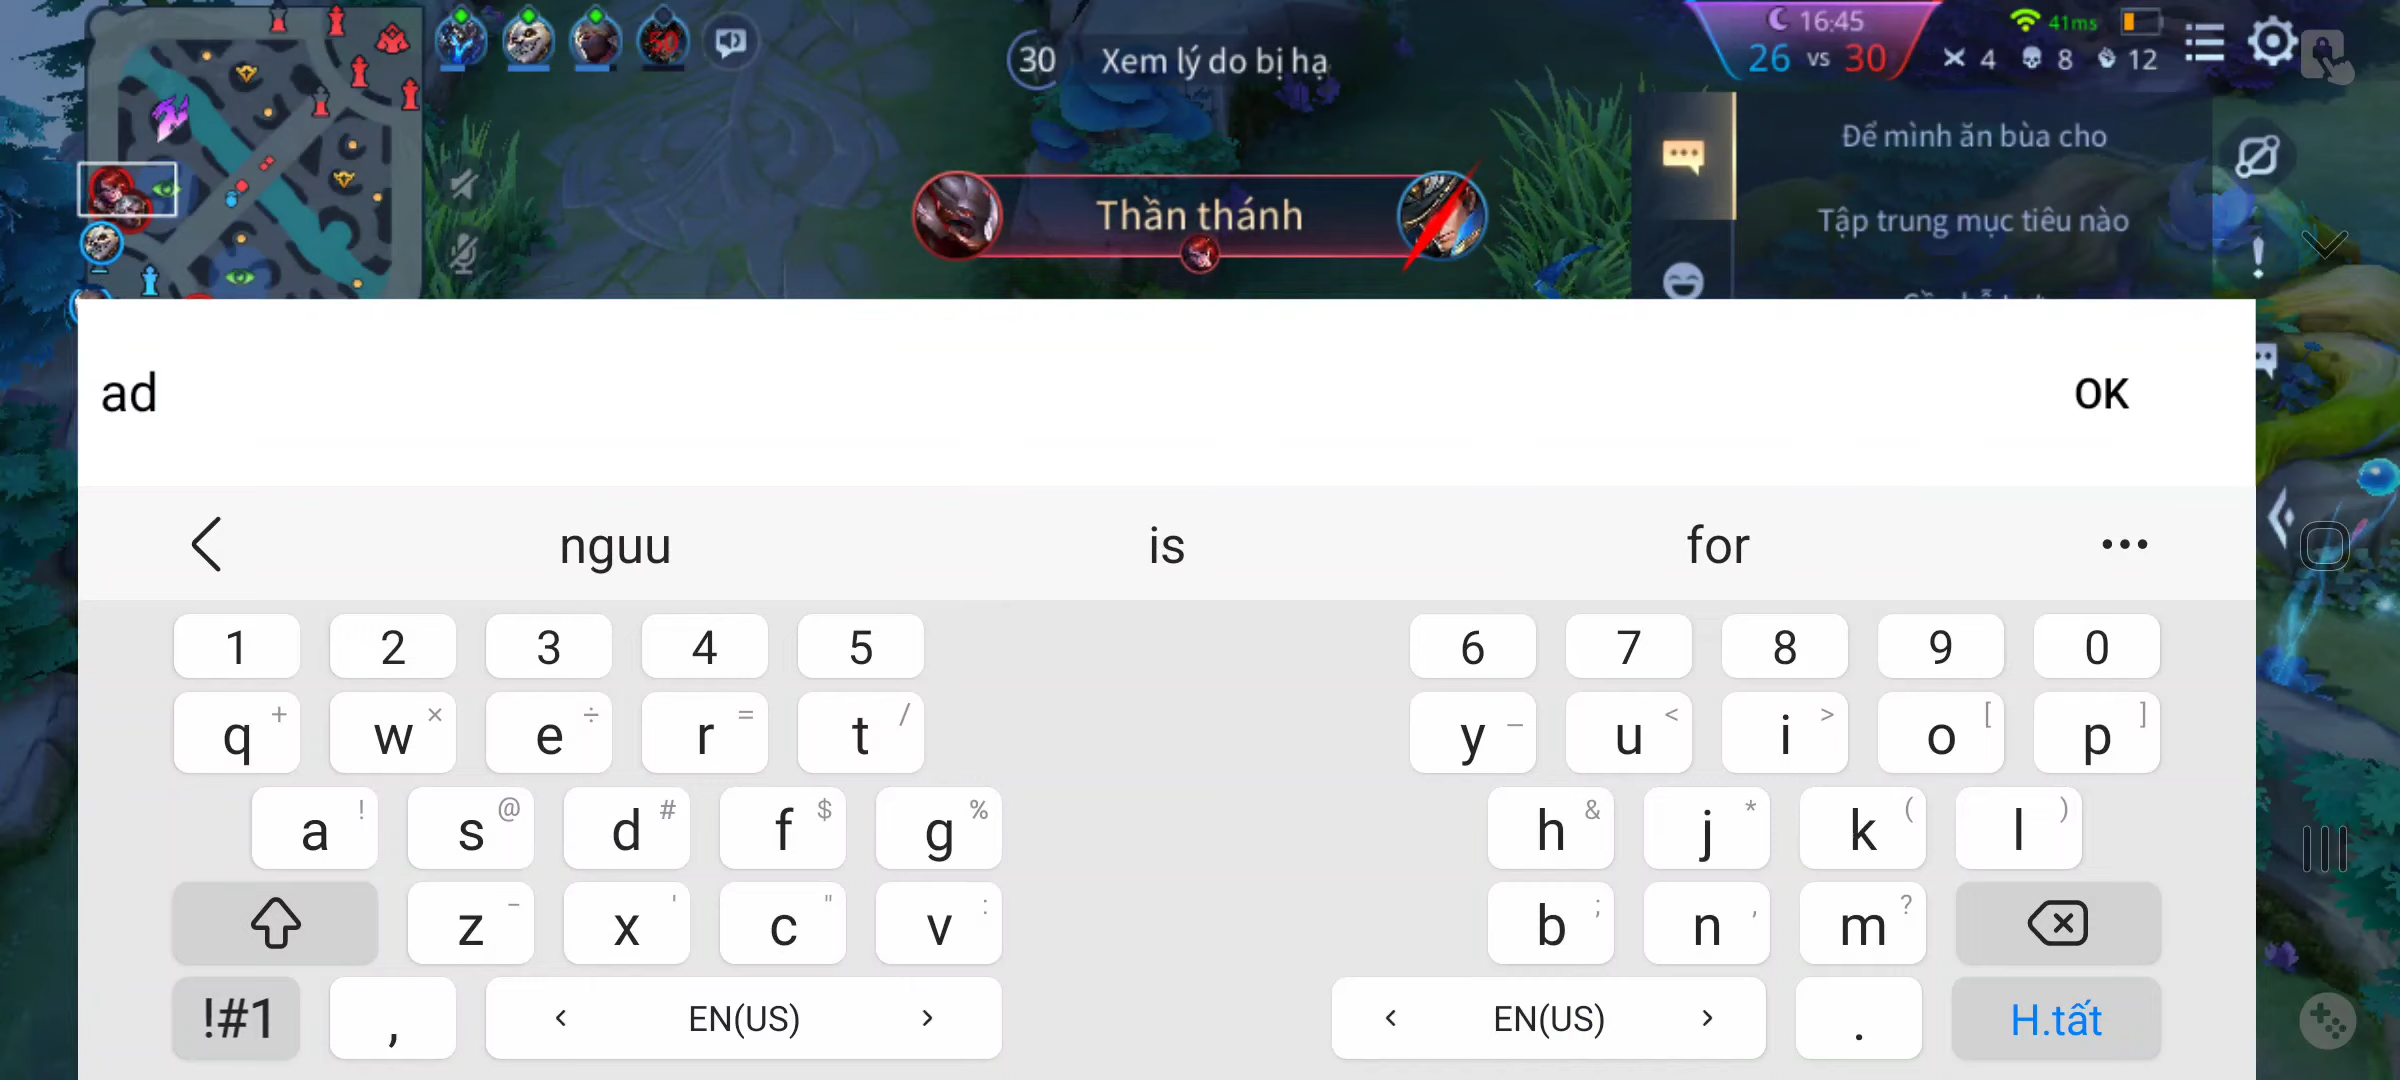 50
30 Xem lý do bị hạ
16:45
41ms
26 vs 30
4 8 12
Để mình ăn bùa cho
Thần thánh
Tập trung mục tiêu nào
ad
OK
nguu is for
1 2 3 4 5 6 7 8 9 0
q + w × e ÷ r = t / y _ u < i > o [ p ]
a ! s @ d # f $ g % h & j * k ( l )
z - x ' c " v : b ; n , m ?
!#1 , < EN(US) > < EN(US) > . H.tất